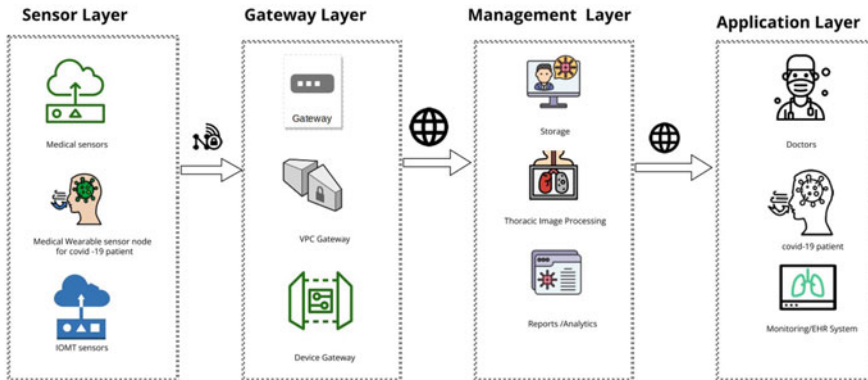 Sensor Layer
Gateway Layer
Management Layer
Application Layer
Medical sensors
Medical Wearable sensor node
for covid -19 patient
IOMT sensors
Gateway
VPC Gateway
Device Gateway
Storage
Thoracic Image Processing
Reports /Analytics
Doctors
covid-19 patient
Monitoring/EHR System